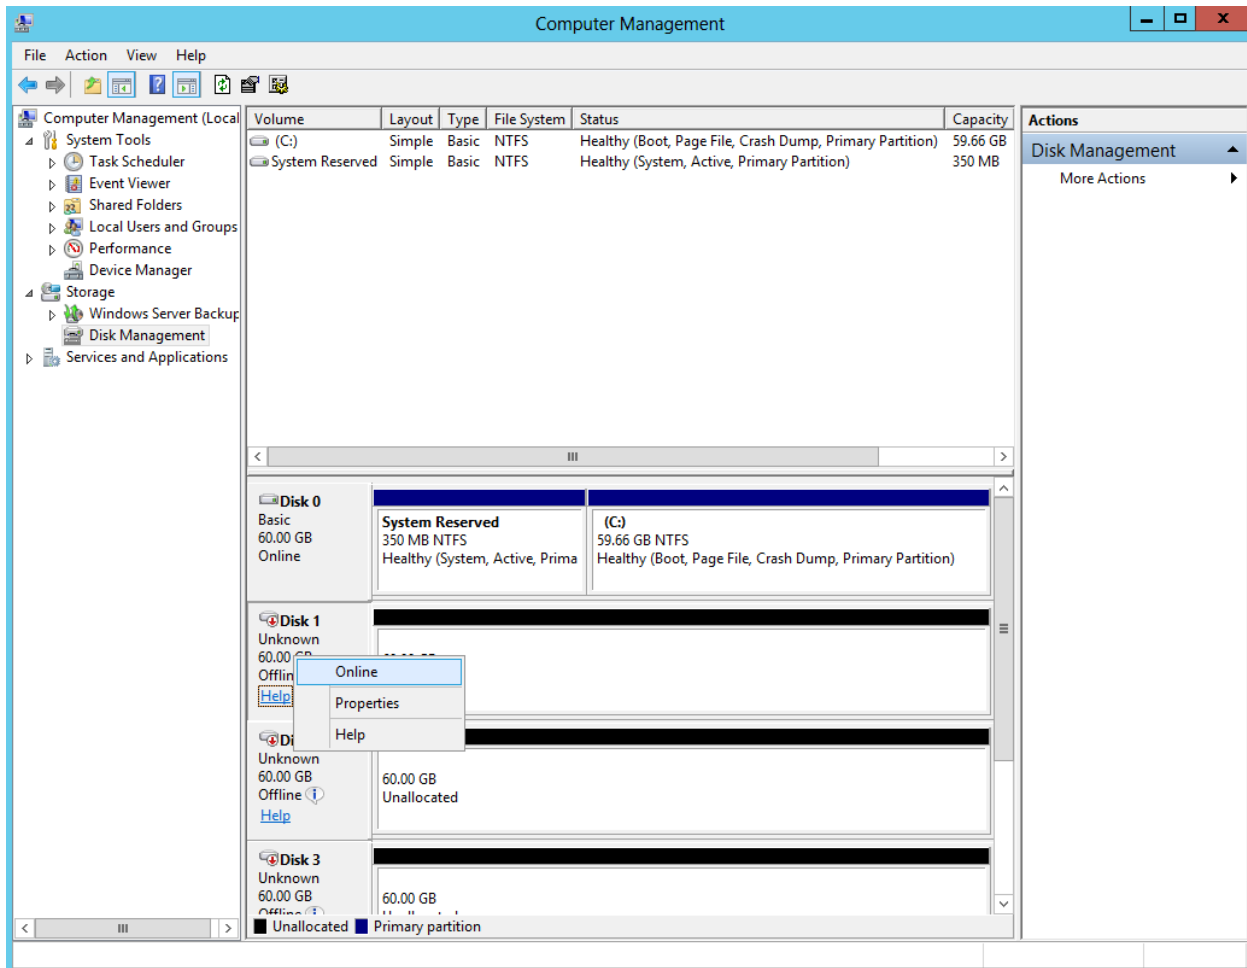 Computer Management
File Action View Help
Computer Management (Local
System Tools
Task Scheduler
Event Viewer
Shared Folders
Local Users and Groups
Performance
Device Manager
Storage
Windows Server Backup
Disk Management
Services and Applications
Volume Layout Type File System Status Capacity
(C:) Simple Basic NTFS Healthy (Boot, Page File, Crash Dump, Primary Partition) 59.66 GB
System Reserved Simple Basic NTFS Healthy (System, Active, Primary Partition) 350 MB
Actions
Disk Management
More Actions
Disk 0
Basic
60.00 GB
Online
System Reserved
350 MB NTFS
Healthy (System, Active, Prima
(C:)
59.66 GB NTFS
Healthy (Boot, Page File, Crash Dump, Primary Partition)
Disk 1
Unknown
60.00
Offlin
Help
Online
Properties
Help
Di
Unknown
60.00 GB
Offline
Help
60.00 GB
Unallocated
Disk 3
Unknown
60.00 GB
Offline
60.00 GB
Unallocated Primary partition